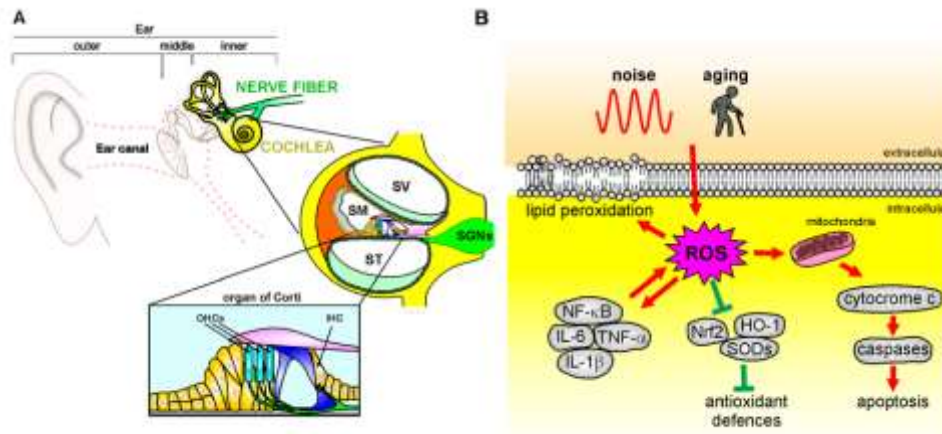 A
Ear
outer
middle
inner
NERVE FIBER
COCHLEA
Ear canal
SV
SM
SGNs
ST
organ of Corti
OHCs
IHC
B
noise
aging
extracellular
intracellular
lipid peroxidation
mitochondria
ROS
NF-κB
IL-6
TNF-α
IL-1β
Nrf2
HO-1
SODs
cytocrome c
caspases
antioxidant
defences
apoptosis